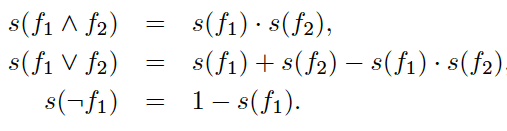 s(f₁ ∧ f₂) = s(f₁) · s(f₂),
s(f₁ ∨ f₂) = s(f₁) + s(f₂) − s(f₁) · s(f₂).
s(¬f₁) = 1 − s(f₁).